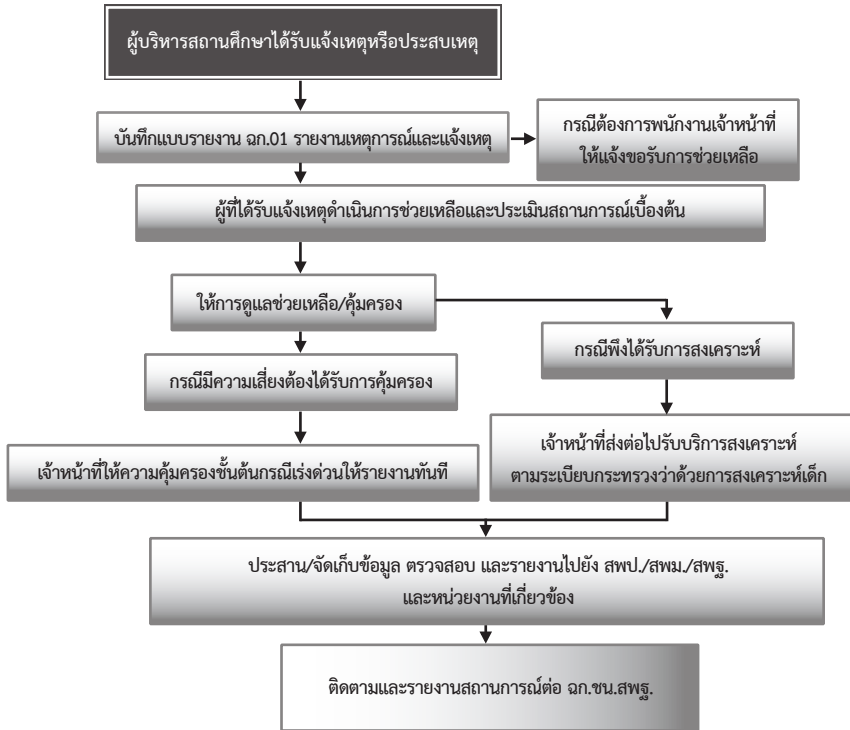 ผู้บริหารสถานศึกษาได้รับแจ้งเหตุหรือประสบเหตุ
บันทึกแบบรายงาน ฉก.01 รายงานเหตุการณ์และแจ้งเหตุ
กรณีต้องการพนักงานเจ้าหน้าที่
ให้แจ้งขอรับการช่วยเหลือ
ผู้ที่ได้รับแจ้งเหตุดำเนินการช่วยเหลือและประเมินสถานการณ์เบื้องต้น
ให้การดูแลช่วยเหลือ/คุ้มครอง
กรณีพึงได้รับการสงเคราะห์
กรณีมีความเสี่ยงต้องได้รับการคุ้มครอง
เจ้าหน้าที่ส่งต่อไปรับบริการสงเคราะห์
ตามระเบียบกระทรวงว่าด้วยการสงเคราะห์เด็ก
เจ้าหน้าที่ให้ความคุ้มครองชั้นต้นกรณีเร่งด่วนให้รายงานทันที
ประสาน/จัดเก็บข้อมูล ตรวจสอบ และรายงานไปยัง สพป./สพม./สพฐ.
และหน่วยงานที่เกี่ยวข้อง
ติดตามและรายงานสถานการณ์ต่อ ฉก.ชน.สพฐ.